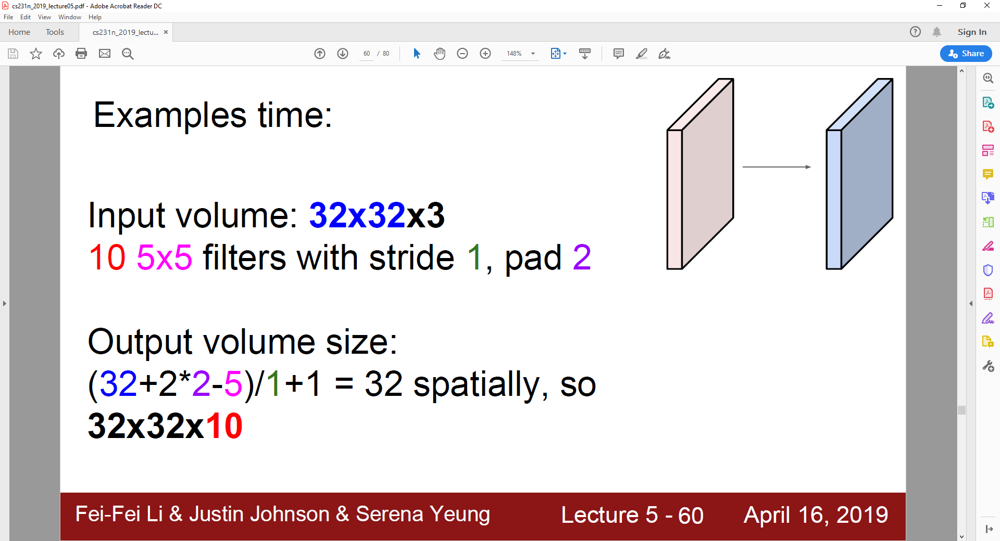 cs231n_2019_lecture05.pdf - Adobe Acrobat Reader DC
File Edit View Window Help
Home Tools cs231n_2019_lectu... Sign In
60 / 80 148% Share
Examples time:
Input volume: 32x32x3
10 5x5 filters with stride 1, pad 2
Output volume size:
(32+2*2-5)/1+1 = 32 spatially, so
32x32x10
Fei-Fei Li & Justin Johnson & Serena Yeung Lecture 5 - 60 April 16, 2019